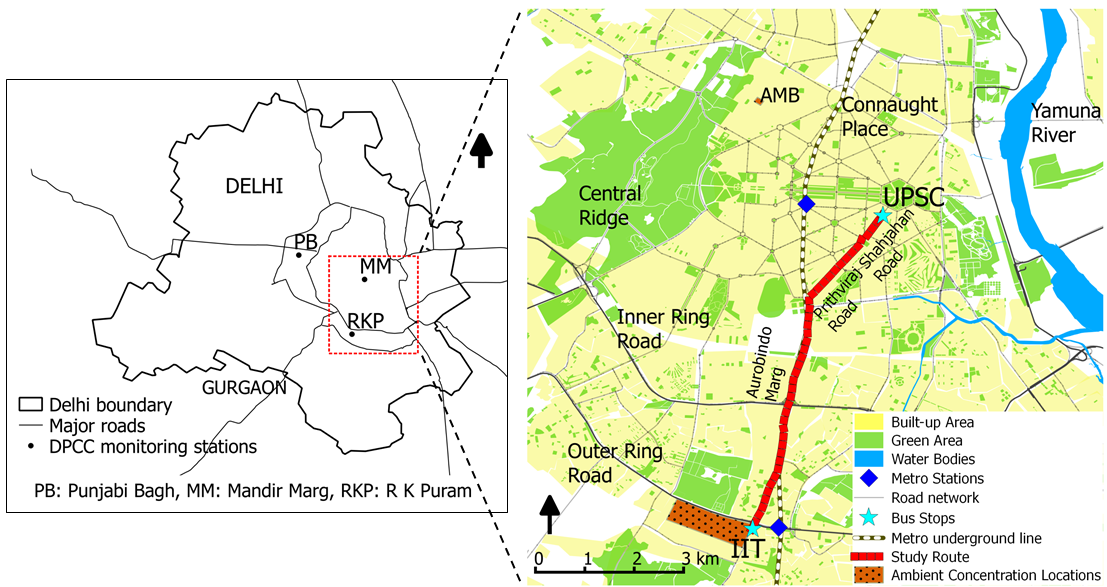 DELHI
PB
MM
RKP
GURGAON
Delhi boundary
Major roads
DPCC monitoring stations
PB: Punjabi Bagh, MM: Mandir Marg, RKP: R K Puram
AMB
Connaught
Place
Yamuna
River
Central
Ridge
UPSC
Shahjahan
Road
Prithviraj
Road
Inner Ring
Road
Aurobindo
Marg
Outer Ring
Road
IIT
0 1 2 3 km
Built-up Area
Green Area
Water Bodies
Metro Stations
Road network
Bus Stops
Metro underground line
Study Route
Ambient Concentration Locations